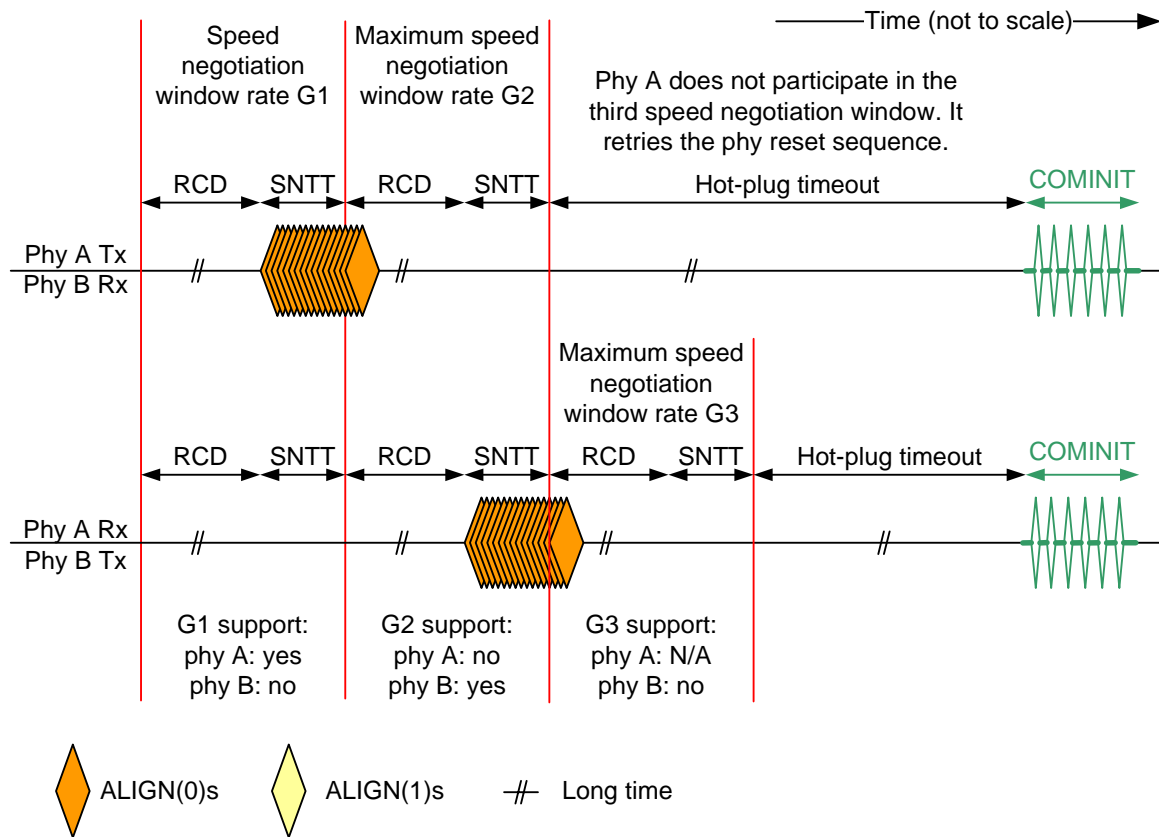 Time (not to scale)
Speed
negotiation
window rate G1
Maximum speed
negotiation
window rate G2
Phy A does not participate in the
third speed negotiation window. It
retries the phy reset sequence.
RCD SNTT RCD SNTT Hot-plug timeout COMINIT
Phy A Tx
Phy B Rx
Maximum speed
negotiation
window rate G3
RCD SNTT RCD SNTT RCD SNTT Hot-plug timeout COMINIT
Phy A Rx
Phy B Tx
G1 support:
phy A: yes
phy B: no
G2 support:
phy A: no
phy B: yes
G3 support:
phy A: N/A
phy B: no
ALIGN(0)s ALIGN(1)s Long time